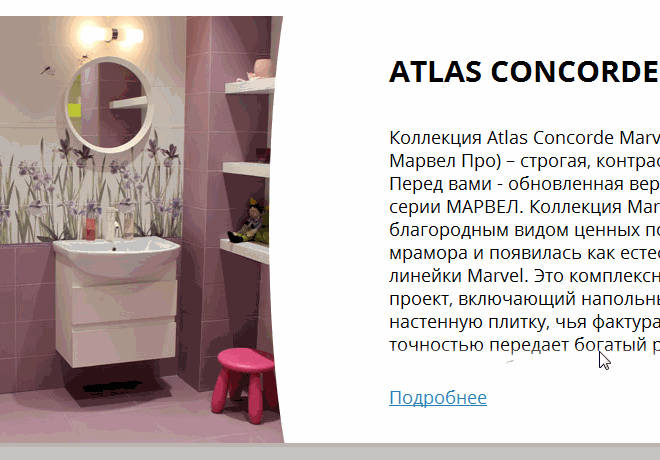 ATLAS CONCORDE
Коллекция Atlas Concorde Marv
Марвел Про) – строгая, контрас
Перед вами - обновленная вер
серии МАРВЕЛ. Коллекция Mar
благородным видом ценных по
мрамора и появилась как есте
линейки Marvel. Это комплексн
проект, включающий напольн
настенную плитку, чья фактура
точностью передает богатый р
Подробнее